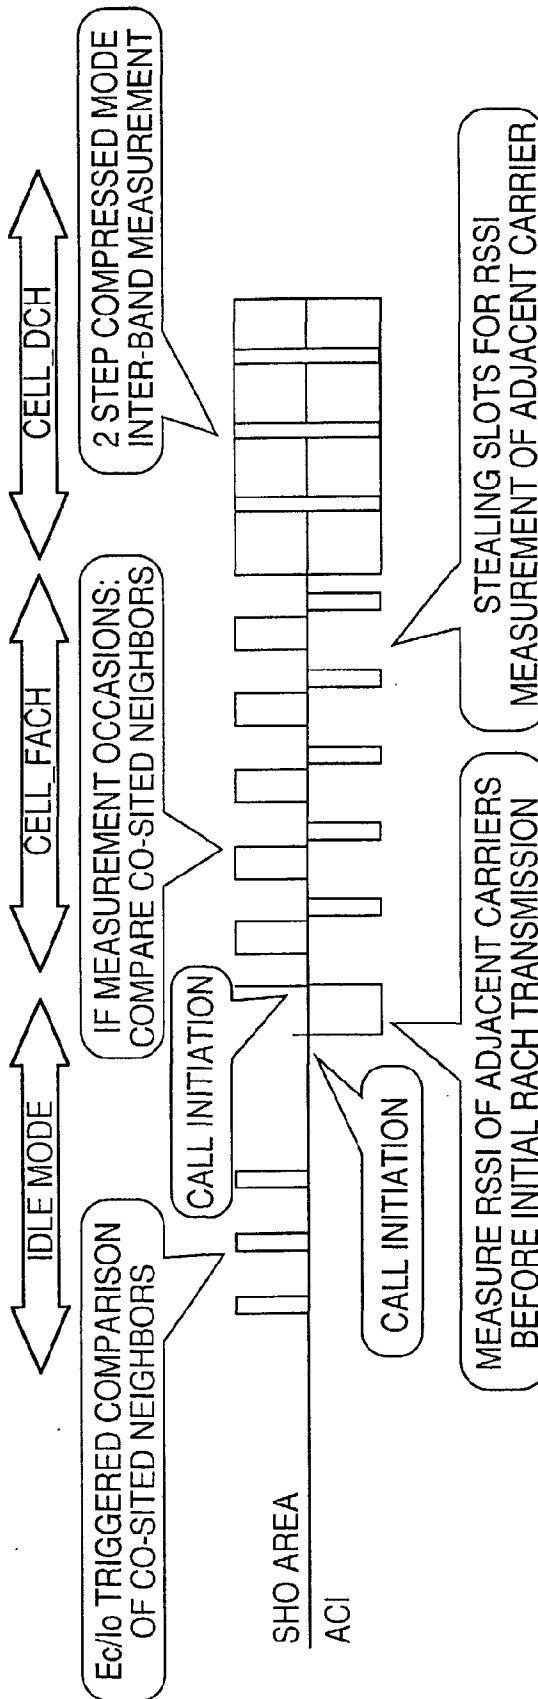 IDLE MODE
CELL_FACH
CELL_DCH
Ec/Io TRIGGERED COMPARISON
OF CO-SITED NEIGHBORS
IF MEASUREMENT OCCASIONS:
COMPARE CO-SITED NEIGHBORS
2 STEP COMPRESSED MODE
INTER-BAND MEASUREMENT
CALL INITIATION
SHO AREA
ACI
CALL INITIATION
MEASURE RSSI OF ADJACENT CARRIERS
BEFORE INITIAL RACH TRANSMISSION
STEALING SLOTS FOR RSSI
MEASUREMENT OF ADJACENT CARRIER